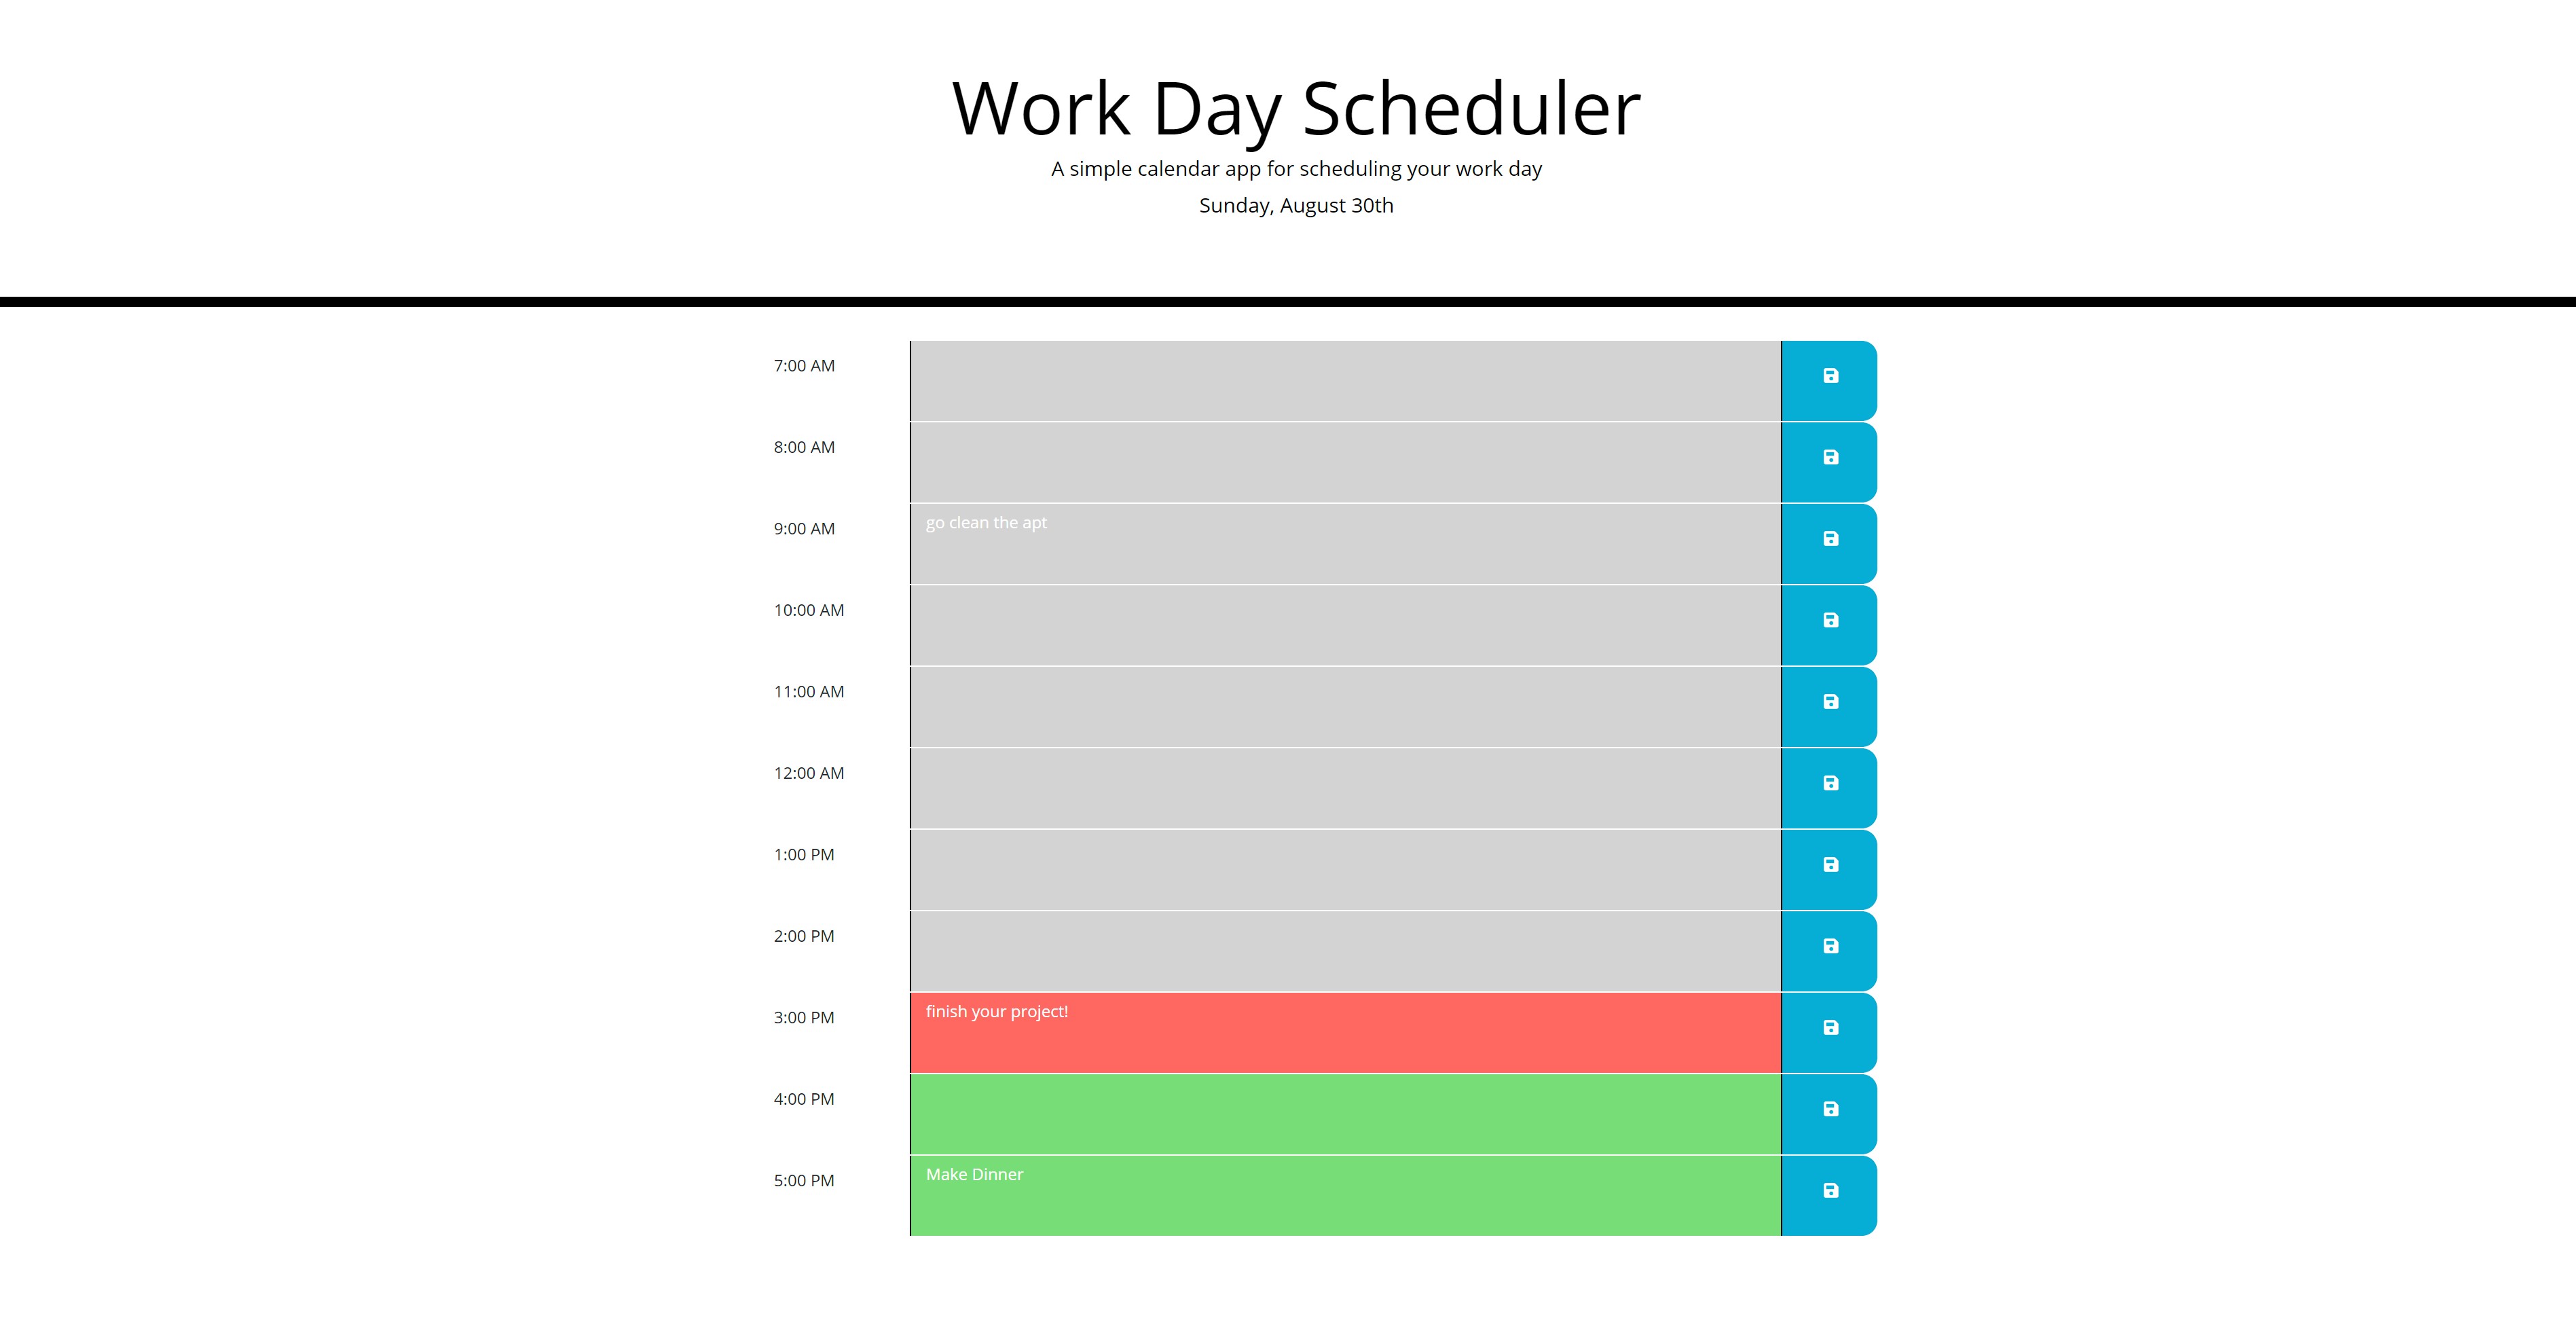 Work Day Scheduler
A simple calendar app for scheduling your work day
Sunday, August 30th
7:00 AM
8:00 AM
9:00 AM go clean the apt
10:00 AM
11:00 AM
12:00 AM
1:00 PM
2:00 PM
3:00 PM finish your project!
4:00 PM
5:00 PM Make Dinner